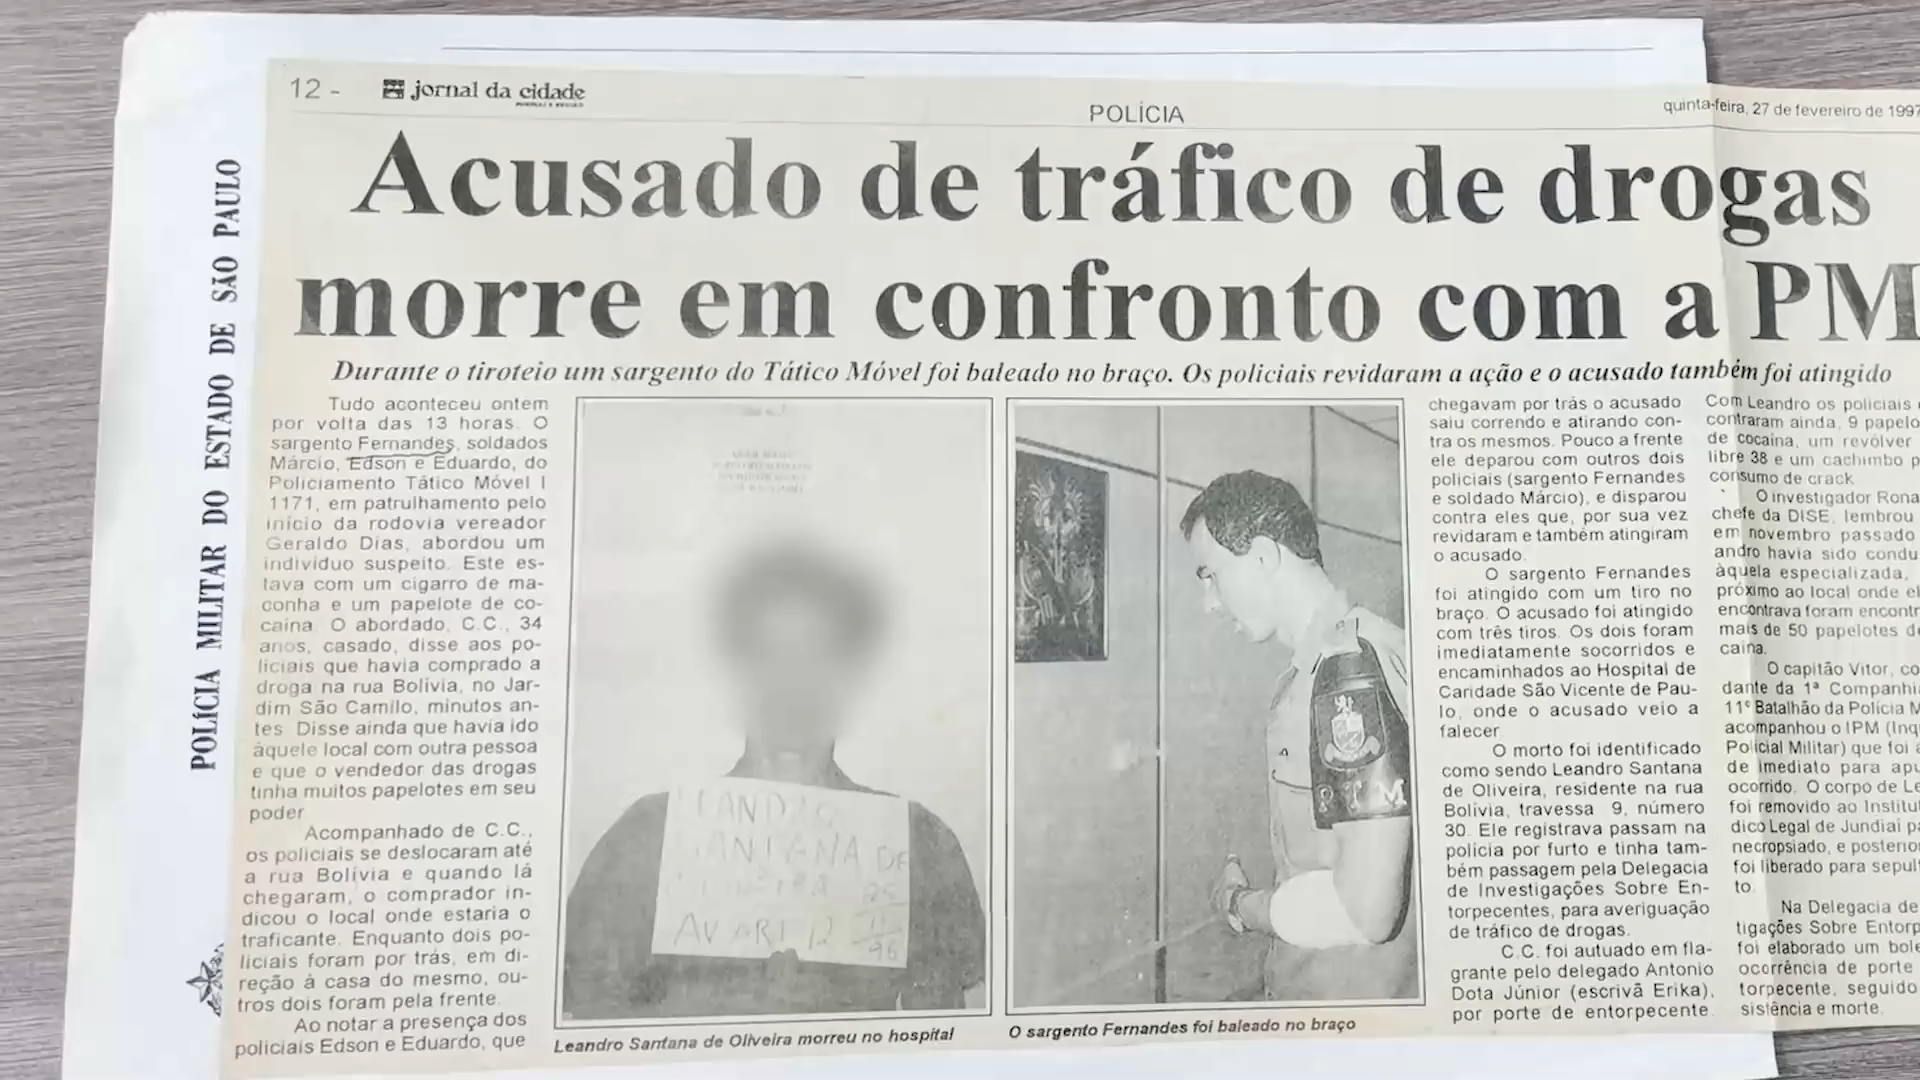 12 -
jornal da cidade
POLÍCIA
quinta-feira, 27 de fevereiro de 1997
Acusado de tráfico de drogas
morre em confronto com a PM
Durante o tiroteio um sargento do Tático Móvel foi baleado no braço. Os policiais revidaram a ação e o acusado também foi atingido
POLÍCIA MILITAR DO ESTADO DE SÃO PAULO
Tudo aconteceu ontem
por volta das 13 horas. O
sargento Fernandes, soldados
Márcio, Edson e Eduardo, do
Policiamento Tático Móvel I
1171, em patrulhamento pelo
início da rodovia vereador
Geraldo Dias, abordou um
indivíduo suspeito. Este es-
tava com um cigarro de ma-
conha e um papelote de co-
caína. O abordado, C.C., 34
anos, casado, disse aos po-
liciais que havia comprado a
droga na rua Bolívia, no Jar-
dim São Camilo, minutos an-
tes. Disse ainda que havia ido
àquele local com outra pessoa
e que o vendedor das drogas
tinha muitos papelotes em seu
poder
Acompanhado de C.C.,
os policiais se deslocaram até
a rua Bolívia e quando lá
chegaram, o comprador in-
dicou o local onde estaria o
traficante. Enquanto dois po-
liciais foram por trás, em di-
reção à casa do mesmo, ou-
tros dois foram pela frente.
Ao notar a presença dos
policiais Edson e Eduardo, que
LEANDRO
SANTANA DE
OLIVEIRA 25
11
AV ART 12 96
Leandro Santana de Oliveira morreu no hospital
PTM
O sargento Fernandes foi baleado no braço
chegavam por trás o acusado
saiu correndo e atirando con-
tra os mesmos. Pouco a frente
ele deparou com outros dois
policiais (sargento Fernandes
e soldado Márcio), e disparou
contra eles que, por sua vez
revidaram e também atingiram
o acusado.
O sargento Fernandes
foi atingido com um tiro no
braço. O acusado foi atingido
com três tiros. Os dois foram
imediatamente socorridos e
encaminhados ao Hospital de
Caridade São Vicente de Pau-
lo, onde o acusado veio a
falecer
O morto foi identificado
como sendo Leandro Santana
de Oliveira, residente na rua
Bolívia, travessa 9, número
30. Ele registrava passam na
polícia por furto e tinha tam-
bém passagem pela Delegacia
de Investigações Sobre En-
torpecentes, para averiguação
de tráfico de drogas.
C.C. foi autuado em fla-
grante pelo delegado Antonio
Dota Júnior (escrivã Erika),
por porte de entorpecente.
Com Leandro os policiais
contraram ainda, 9 papelo
de cocaína, um revólver
libre 38 e um cachimbo p
consumo de crack
O investigador Rona
chefe da DISE, lembrou
em novembro passado
andro havia sido condu
àquela especializada,
próximo ao local onde el
encontrava foram encontr
mais de 50 papelotes de
caína.
O capitão Vitor, co
dante da 1ª Companhia
11º Batalhão da Polícia M
acompanhou o IPM (Inqu
Policial Militar) que foi a
de imediato para apu
ocorrido. O corpo de Le
foi removido ao Institut
dico Legal de Jundiaí pa
necropsiado, e posterior
foi liberado para sepult
to.
Na Delegacia de
tigações Sobre Entorp
foi elaborado um bole
ocorrência de porte
torpecente, seguido
sistência e morte.